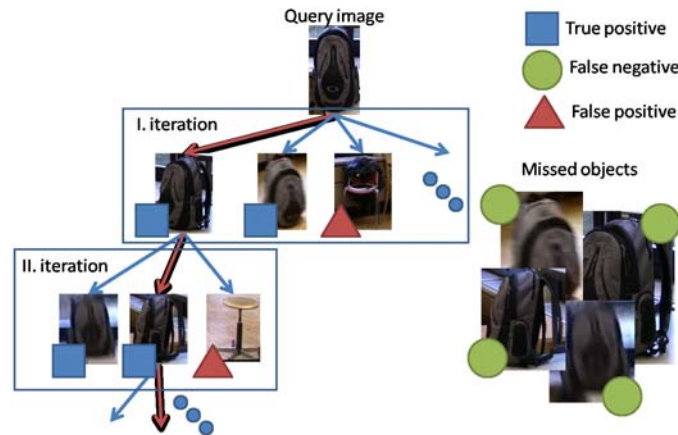 Query image
True positive
False negative
False positive
I. iteration
Missed objects
II. iteration